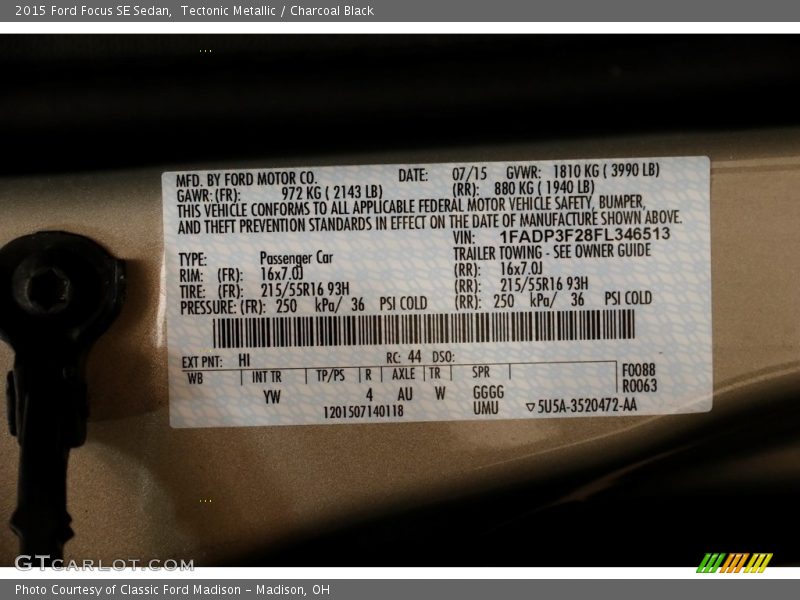 2015 Ford Focus SE Sedan,  Tectonic Metallic / Charcoal Black
MFD. BY FORD MOTOR CO. DATE: 07/15 GVWR: 1810 KG ( 3990 LB)
GAWR: (FR): 972 KG ( 2143 LB) (RR): 880 KG ( 1940 LB)
THIS VEHICLE CONFORMS TO ALL APPLICABLE FEDERAL MOTOR VEHICLE SAFETY, BUMPER,
AND THEFT PREVENTION STANDARDS IN EFFECT ON THE DATE OF MANUFACTURE SHOWN ABOVE.
VIN: 1FADP3F28FL346513
TYPE: Passenger Car TRAILER TOWING - SEE OWNER GUIDE
RIM: (FR): 16x7.0J (RR): 16x7.0J
TIRE: (FR): 215/55R16 93H (RR): 215/55R16 93H
PRESSURE: (FR): 250 kPa/ 36 PSI COLD (RR): 250 kPa/ 36 PSI COLD
EXT PNT: HI RC: 44 DSO:
WB INT TR TP/PS R AXLE TR SPR F0088
YW 4 AU W GGGG R0063
1201507140118 UMU ▽5U5A-3520472-AA
GTCARLOT.COM
Photo Courtesy of Classic Ford Madison - Madison, OH